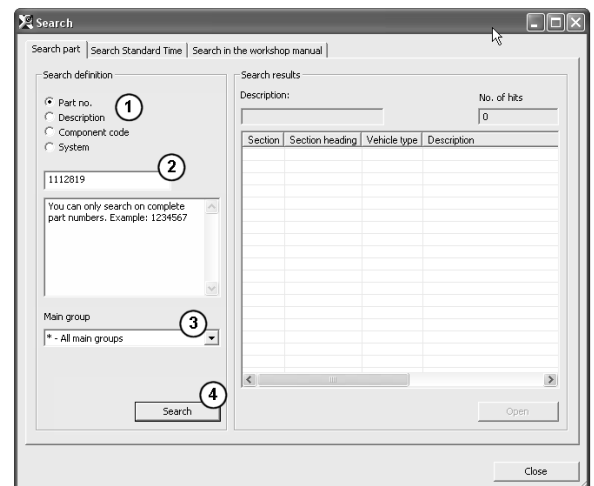 Search
Search part Search Standard Time Search in the workshop manual
Search definition
Part no.
Description
Component code
System
1
2
1112819
You can only search on complete
part numbers. Example: 1234567
Main group
3
* - All main groups
4
Search
Search results
Description:
No. of hits
0
Section Section heading Vehicle type Description
Open
Close